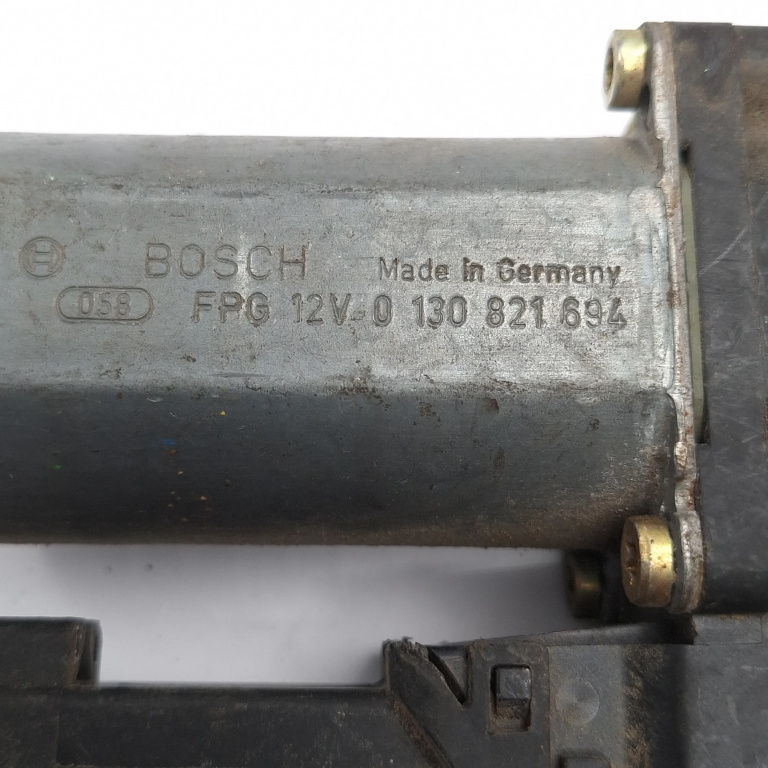 BOSCH Made in Germany
058 FPG 12V 0 130 821 694